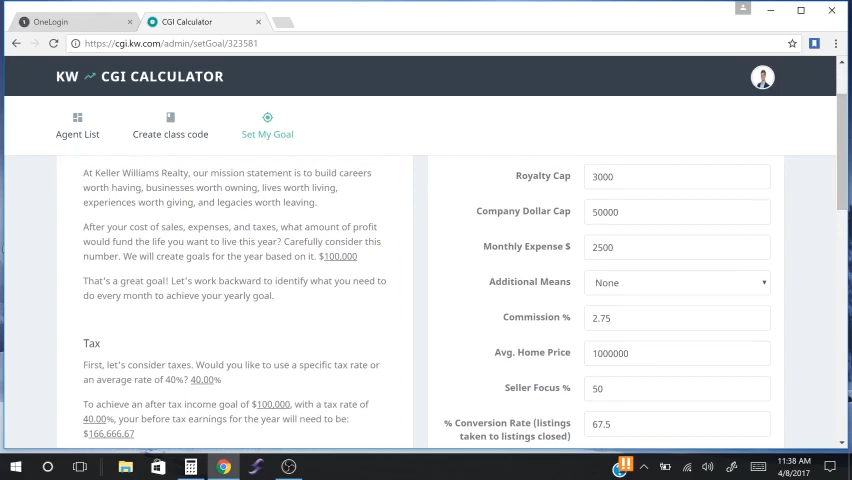 OneLogin
CGI Calculator
https://cgi.kw.com/admin/setGoal/323581
KW CGI CALCULATOR
Agent List
Create class code
Set My Goal
At Keller Williams Realty, our mission statement is to build careers
worth having, businesses worth owning, lives worth living,
experiences worth giving, and legacies worth leaving.
After your cost of sales, expenses, and taxes, what amount of profit
would fund the life you want to live this year? Carefully consider this
number. We will create goals for the year based on it. $100,000
That's a great goal! Let's work backward to identify what you need to
do every month to achieve your yearly goal.
Tax
First, let's consider taxes. Would you like to use a specific tax rate or
an average rate of 40%? 40.00%
To achieve an after tax income goal of $100,000, with a tax rate of
40.00%, your before tax earnings for the year will need to be:
$166,666.67
Royalty Cap 3000
Company Dollar Cap 50000
Monthly Expense $ 2500
Additional Means None
Commission % 2.75
Avg. Home Price 1000000
Seller Focus % 50
% Conversion Rate (listings
taken to listings closed) 67.5
11:38 AM
4/8/2017